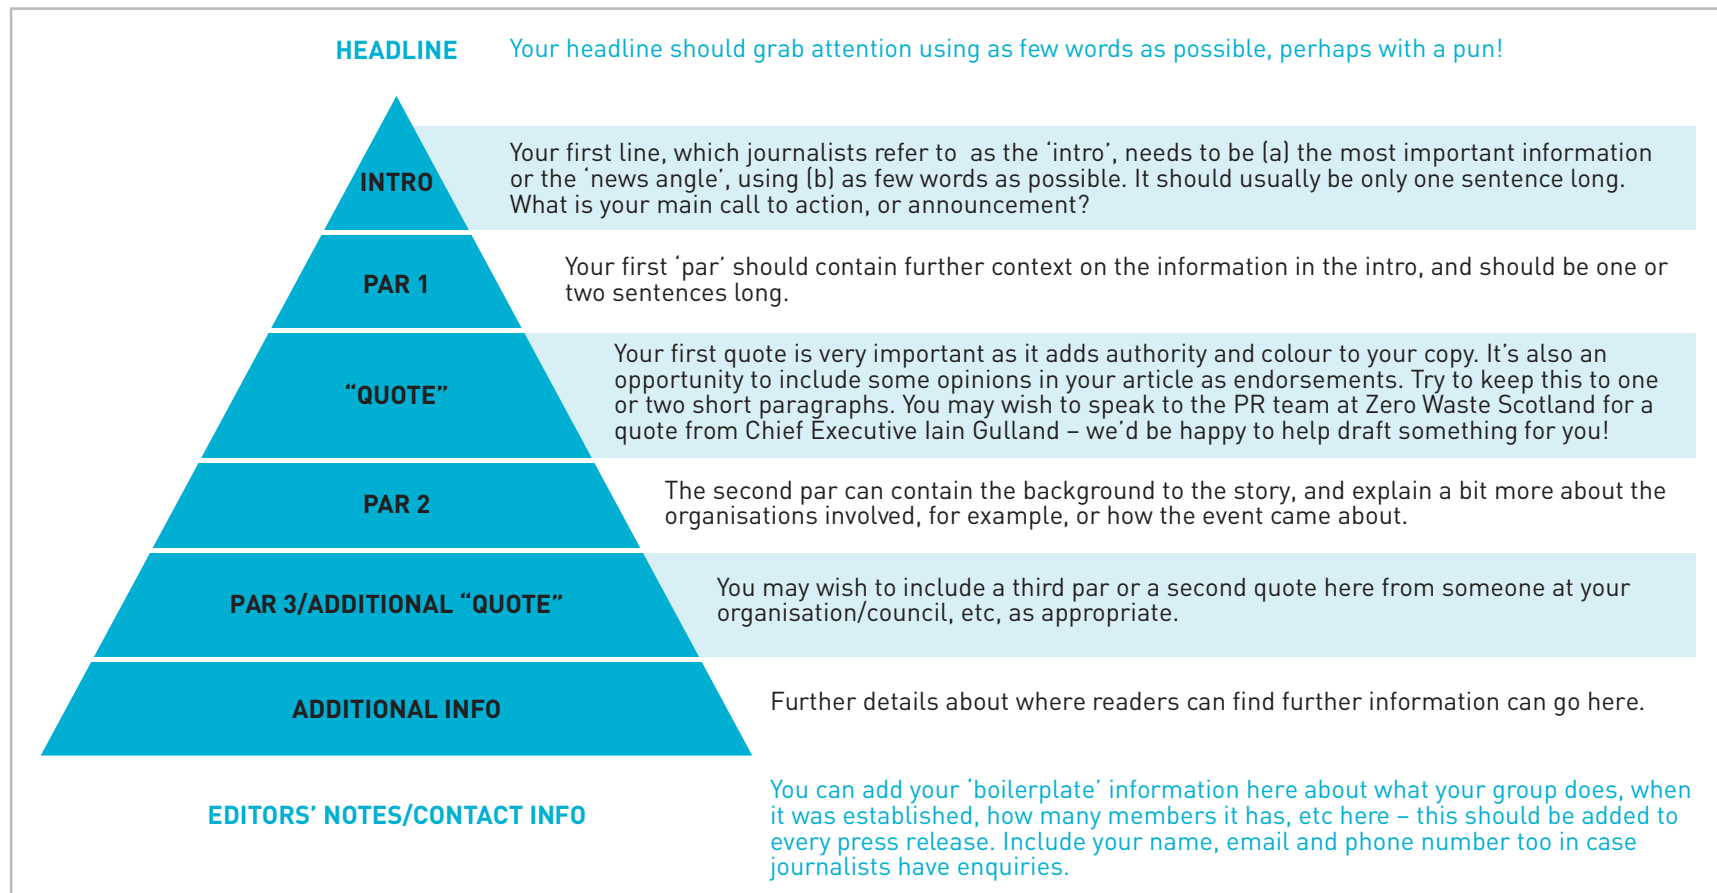 HEADLINE
Your headline should grab attention using as few words as possible, perhaps with a pun!
INTRO
Your first line, which journalists refer to  as the ‘intro’, needs to be (a) the most important information
or the ‘news angle’, using (b) as few words as possible. It should usually be only one sentence long.
What is your main call to action, or announcement?
PAR 1
Your first ‘par’ should contain further context on the information in the intro, and should be one or
two sentences long.
“QUOTE”
Your first quote is very important as it adds authority and colour to your copy. It’s also an
opportunity to include some opinions in your article as endorsements. Try to keep this to one
or two short paragraphs. You may wish to speak to the PR team at Zero Waste Scotland for a
quote from Chief Executive Iain Gulland – we’d be happy to help draft something for you!
PAR 2
The second par can contain the background to the story, and explain a bit more about the
organisations involved, for example, or how the event came about.
PAR 3/ADDITIONAL “QUOTE”
You may wish to include a third par or a second quote here from someone at your
organisation/council, etc, as appropriate.
ADDITIONAL INFO
Further details about where readers can find further information can go here.
EDITORS’ NOTES/CONTACT INFO
You can add your ‘boilerplate’ information here about what your group does, when
it was established, how many members it has, etc here – this should be added to
every press release. Include your name, email and phone number too in case
journalists have enquiries.